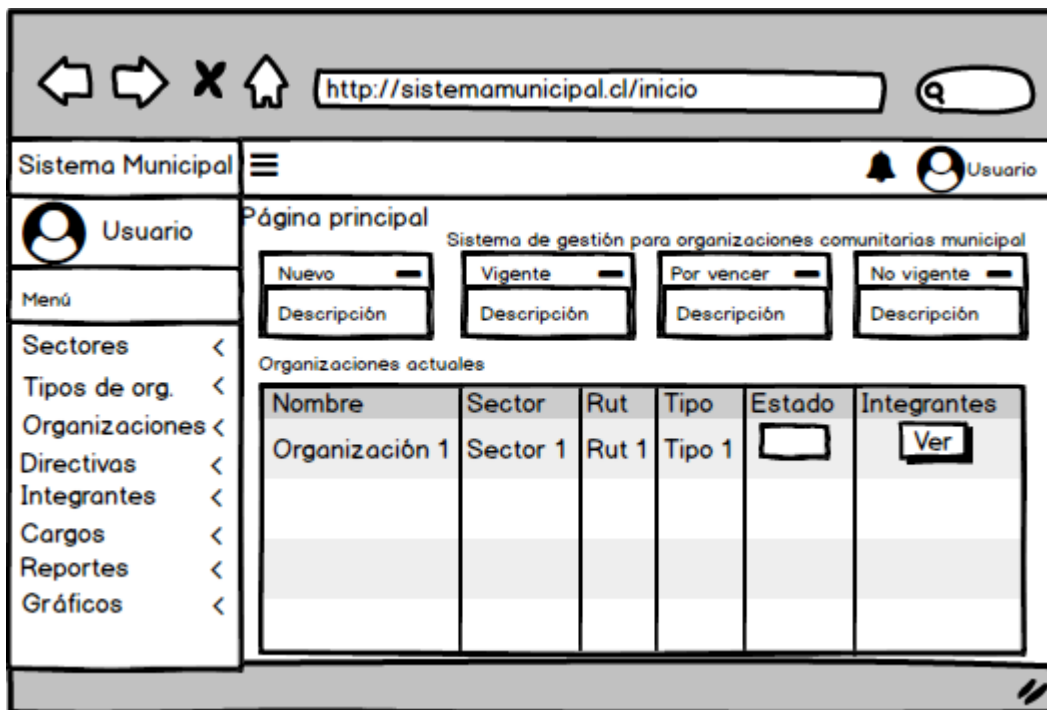 http://sistemamunicipal.cl/inicio
Sistema Municipal
Usuario
Usuario
Menú
Sectores
Tipos de org.
Organizaciones
Directivas
Integrantes
Cargos
Reportes
Gráficos
Página principal
Sistema de gestión para organizaciones comunitarias municipal
Nuevo Vigente Por vencer No vigente
Descripción Descripción Descripción Descripción
Organizaciones actuales
Nombre Sector Rut Tipo Estado Integrantes
Organización 1 Sector 1 Rut 1 Tipo 1 Ver